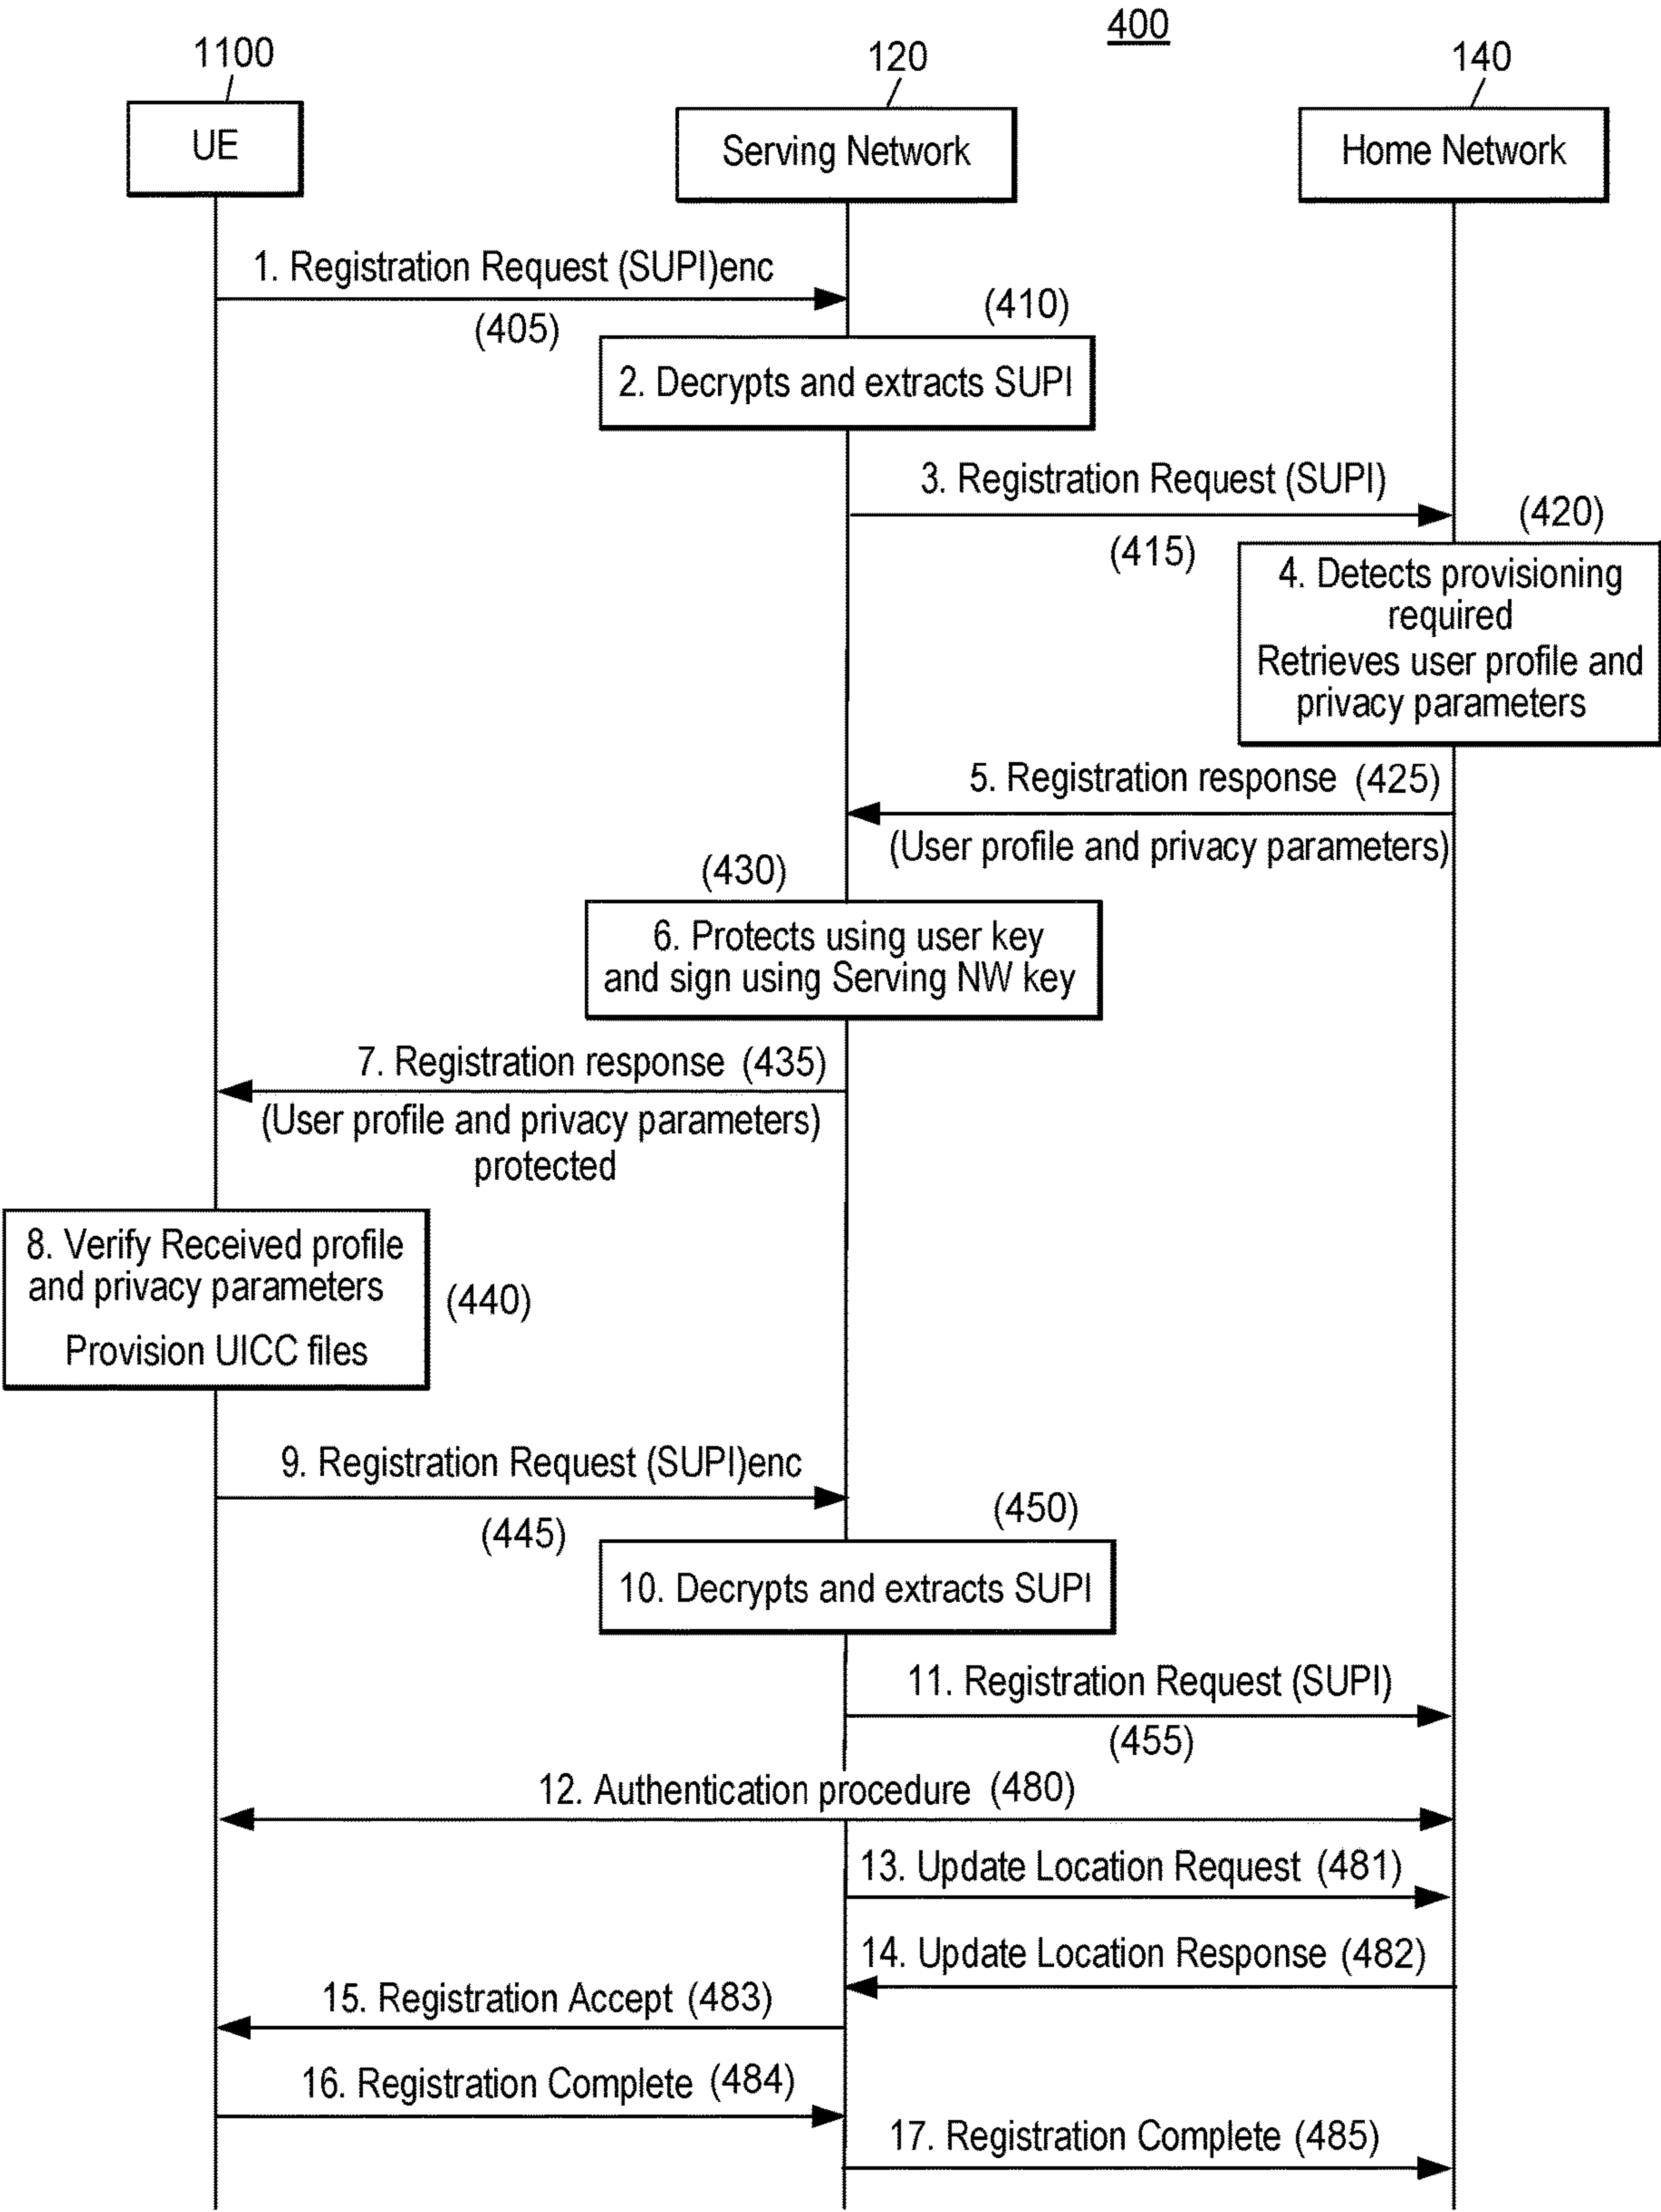 400
1100
120
140
UE
Serving Network
Home Network
1. Registration Request (SUPI)enc
(405)
(410)
2. Decrypts and extracts SUPI
3. Registration Request (SUPI)
(415)
(420)
4. Detects provisioning
required
Retrieves user profile and
privacy parameters
5. Registration response (425)
(User profile and privacy parameters)
(430)
6. Protects using user key
and sign using Serving NW key
7. Registration response (435)
(User profile and privacy parameters)
protected
8. Verify Received profile
and privacy parameters
Provision UICC files
(440)
9. Registration Request (SUPI)enc
(445)
(450)
10. Decrypts and extracts SUPI
11. Registration Request (SUPI)
(455)
12. Authentication procedure (480)
13. Update Location Request (481)
14. Update Location Response (482)
15. Registration Accept (483)
16. Registration Complete (484)
17. Registration Complete (485)